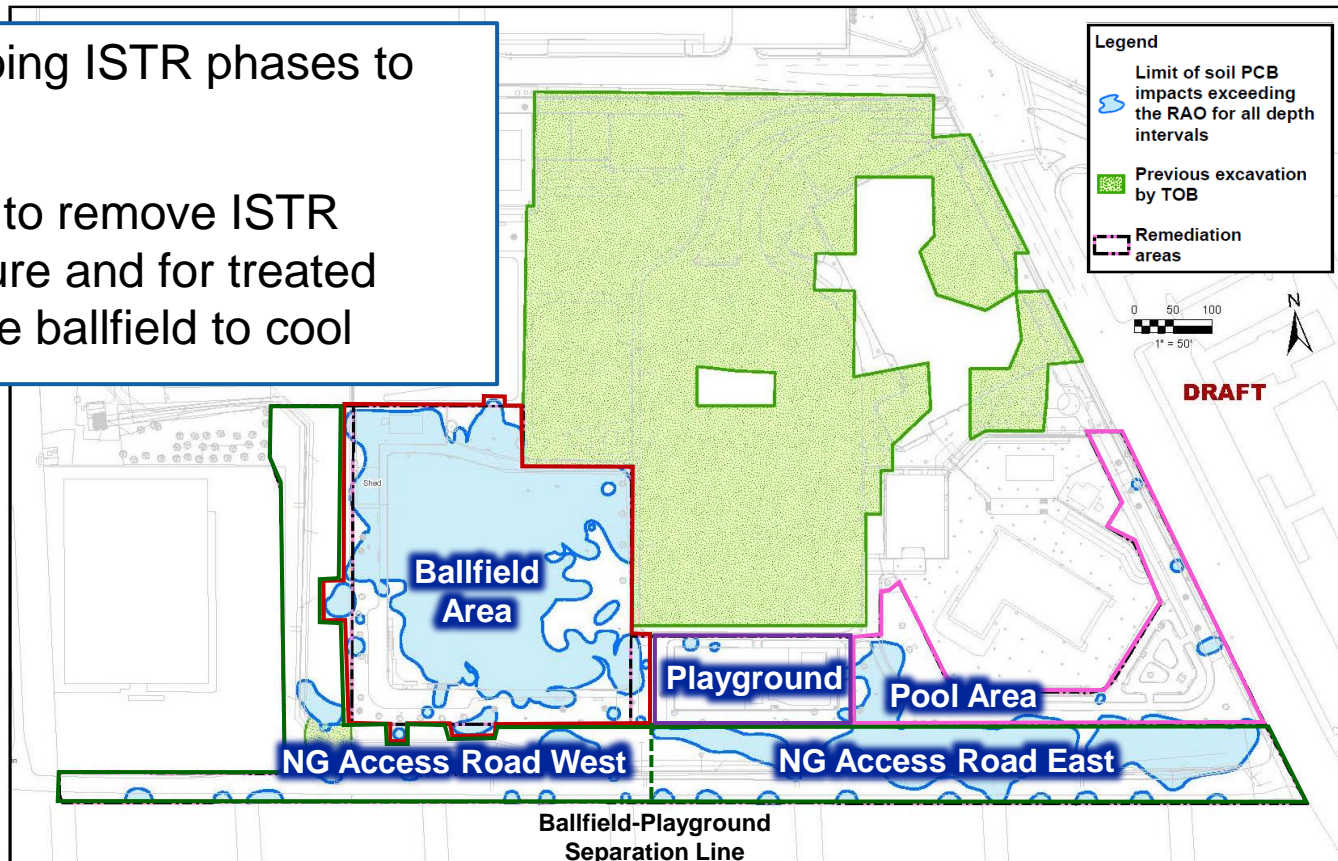 ing ISTR phases to
to remove ISTR
ure and for treated
e ballfield to cool
Legend
Limit of soil PCB
impacts exceeding
the RAO for all depth
intervals
Previous excavation
by TOB
Remediation
areas
0 50 100
1" = 50'
N
DRAFT
Shed
Ballfield
Area
Playground
Pool Area
NG Access Road West
NG Access Road East
Ballfield-Playground
Separation Line